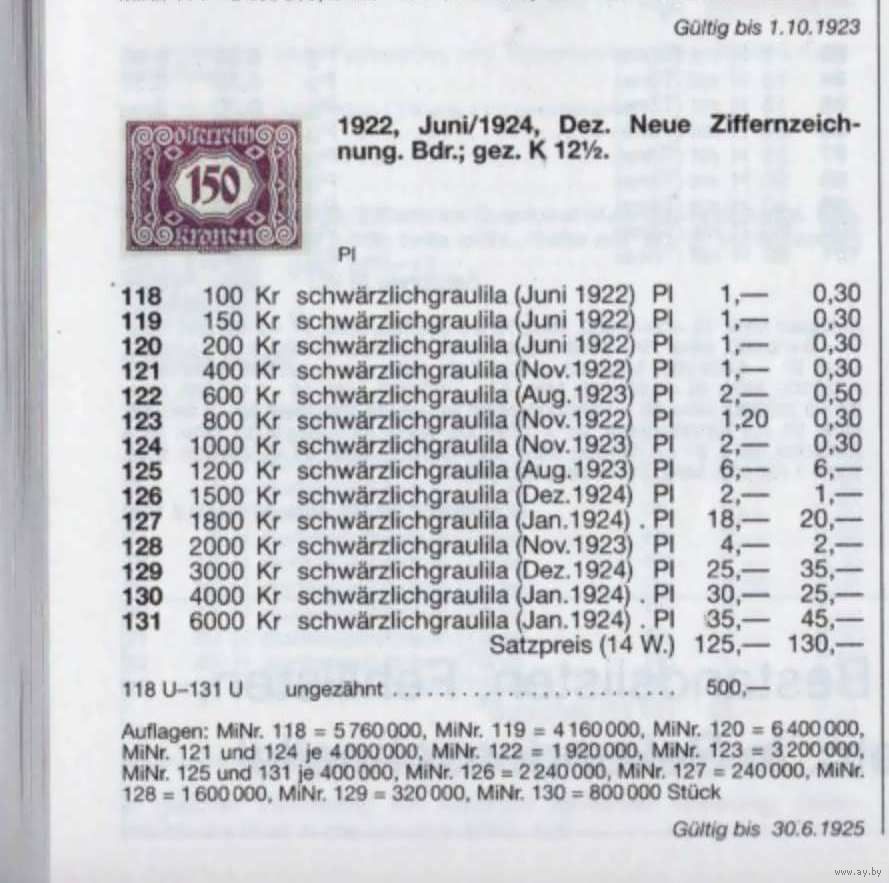 Gültig bis 1.10.1923
1922, Juni/1924, Dez. Neue Ziffernzeich-
nung. Bdr.; gez. K 12½.
österreich
150
kronen
Pl
118 100 Kr schwärzlichgraulila (Juni 1922) Pl 1,— 0,30
119 150 Kr schwärzlichgraulila (Juni 1922) Pl 1,— 0,30
120 200 Kr schwärzlichgraulila (Juni 1922) Pl 1,— 0,30
121 400 Kr schwärzlichgraulila (Nov.1922) Pl 1,— 0,30
122 600 Kr schwärzlichgraulila (Aug.1923) Pl 2,— 0,50
123 800 Kr schwärzlichgraulila (Nov.1922) Pl 1,20 0,30
124 1000 Kr schwärzlichgraulila (Nov.1923) Pl 2,— 0,30
125 1200 Kr schwärzlichgraulila (Aug.1923) Pl 6,— 6,—
126 1500 Kr schwärzlichgraulila (Dez.1924) Pl 2,— 1,—
127 1800 Kr schwärzlichgraulila (Jan.1924) . Pl 18,— 20,—
128 2000 Kr schwärzlichgraulila (Nov.1923) Pl 4,— 2,—
129 3000 Kr schwärzlichgraulila (Dez.1924) Pl 25,— 35,—
130 4000 Kr schwärzlichgraulila (Jan.1924) . Pl 30,— 25,—
131 6000 Kr schwärzlichgraulila (Jan.1924) . Pl 35,— 45,—
Satzpreis (14 W.) 125,— 130,—
118 U–131 U ungezähnt ........................ 500,—
Auflagen: MiNr. 118 = 5 760 000, MiNr. 119 = 4 160 000, MiNr. 120 = 6 400 000,
MiNr. 121 und 124 je 4 000 000, MiNr. 122 = 1 920 000, MiNr. 123 = 3 200 000,
MiNr. 125 und 131 je 400 000, MiNr. 126 = 2 240 000, MiNr. 127 = 240 000, MiNr.
128 = 1 600 000, MiNr. 129 = 320 000, MiNr. 130 = 800 000 Stück
Gültig bis 30.6.1925
www.ay.by